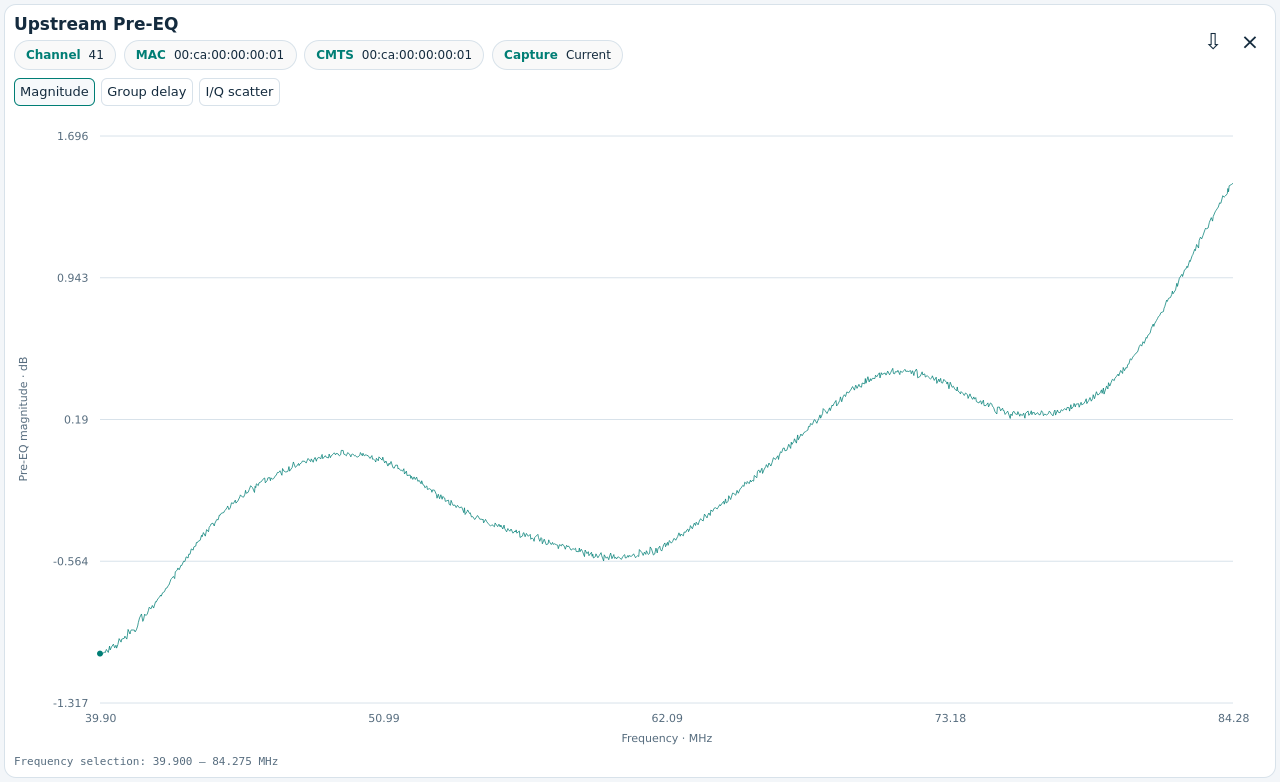 Upstream Pre-EQ
Channel 41 MAC 00:ca:00:00:00:01 CMTS 00:ca:00:00:00:01 Capture Current
⇩ ✕
Magnitude Group delay I/Q scatter
1.696
0.943
0.19
-0.564
-1.317
Pre-EQ magnitude · dB
39.90 50.99 62.09 73.18 84.28
Frequency · MHz
Frequency selection: 39.900 — 84.275 MHz